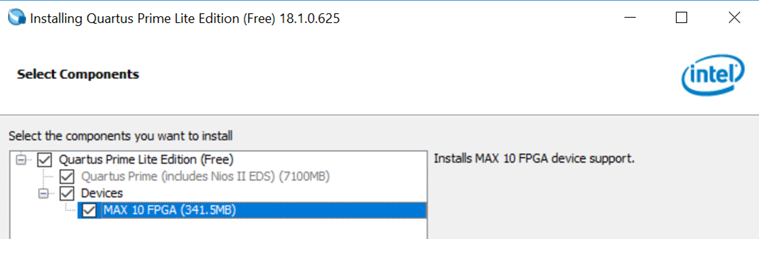 Installing Quartus Prime Lite Edition (Free) 18.1.0.625
Select Components
intel
Select the components you want to install
Quartus Prime Lite Edition (Free)
Quartus Prime (includes Nios II EDS) (7100MB)
Devices
MAX 10 FPGA (341.5MB)
Installs MAX 10 FPGA device support.